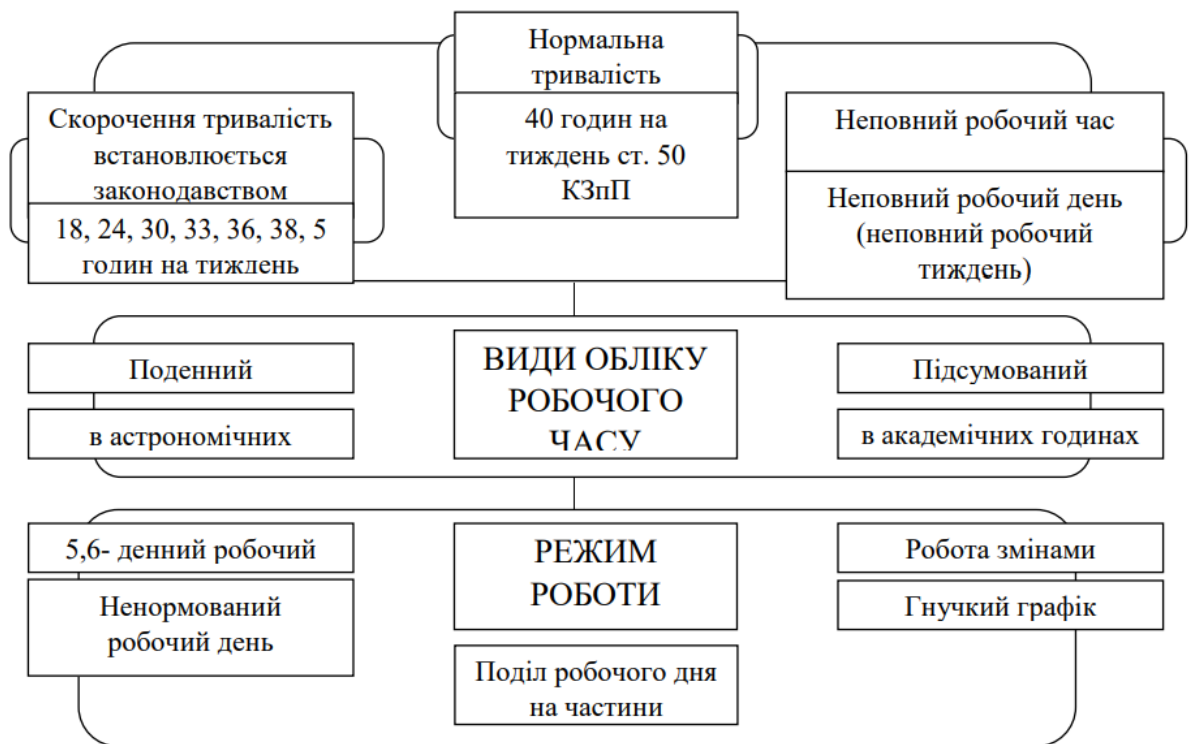 Нормальна
тривалість
40 годин на
тиждень ст. 50
КЗпП
Скорочення тривалість
встановлюється
законодавством
18, 24, 30, 33, 36, 38, 5
годин на тиждень
Неповний робочий час
Неповний робочий день
(неповний робочий
тиждень)
Поденний
в астрономічних
ВИДИ ОБЛІКУ
РОБОЧОГО
ЧАСУ
Підсумований
в академічних годинах
5,6- денний робочий
Ненормований
робочий день
РЕЖИМ
РОБОТИ
Поділ робочого дня
на частини
Робота змінами
Гнучкий графік